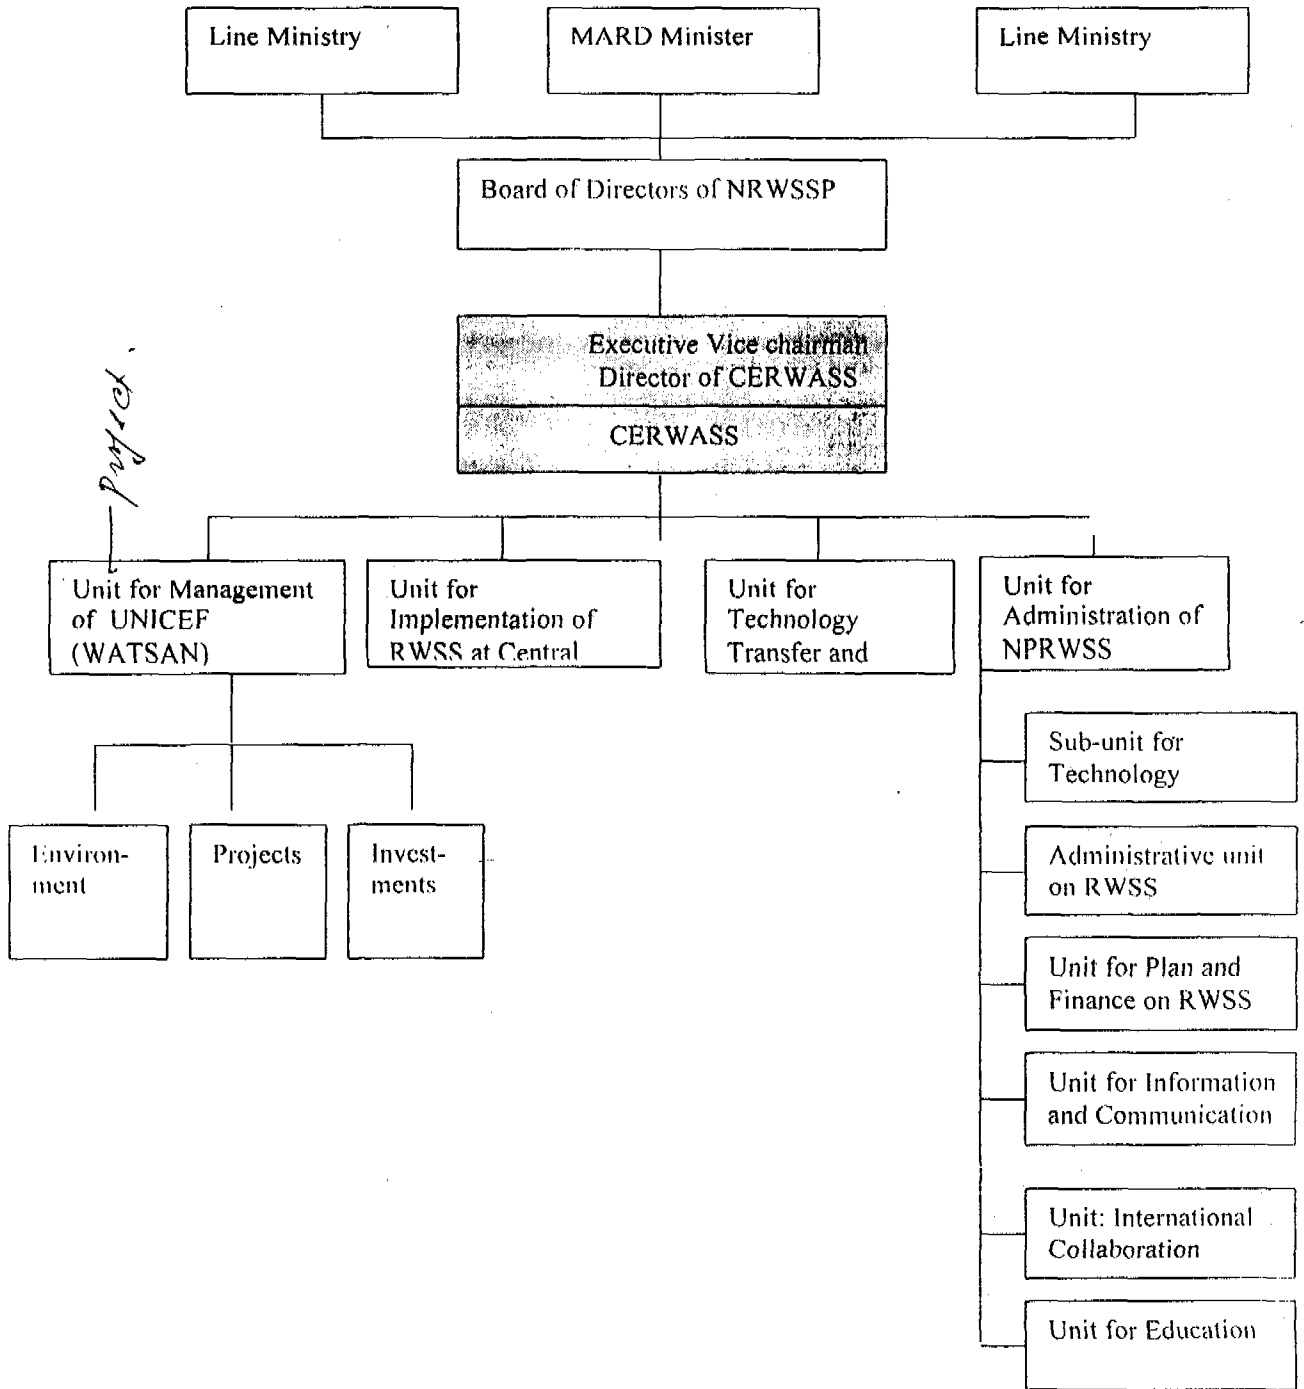 Line Ministry
MARD Minister
Line Ministry
Board of Directors of NRWSSP
Executive Vice chairman
Director of CERWASS
CERWASS
Unit for Management
of UNICEF
(WATSAN)
Unit for
Implementation of
RWSS at Central
Unit for
Technology
Transfer and
Unit for
Administration of
NPRWSS
Environ-
ment
Projects
Invest-
ments
Sub-unit for
Technology
Administrative unit
on RWSS
Unit for Plan and
Finance on RWSS
Unit for Information
and Communication
Unit: International
Collaboration
Unit for Education